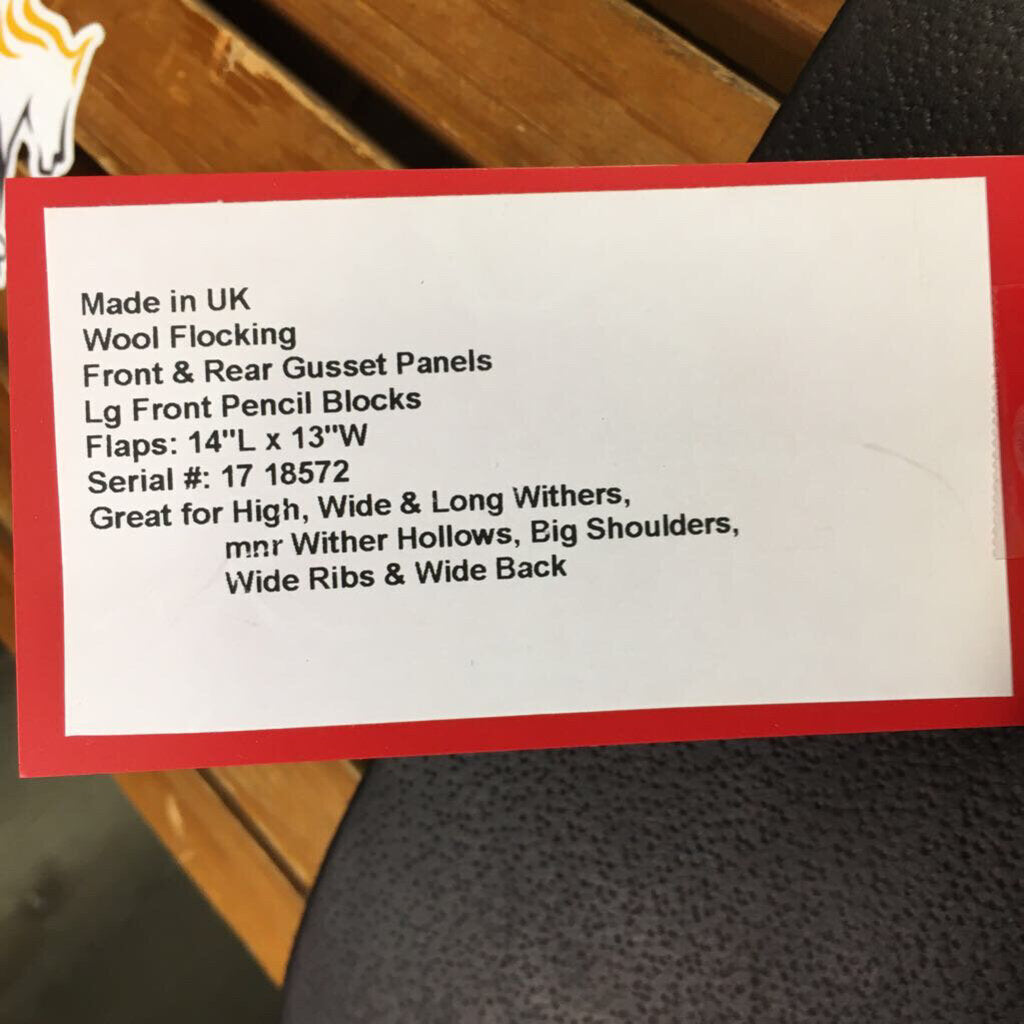 Made in UK
Wool Flocking
Front & Rear Gusset Panels
Lg Front Pencil Blocks
Flaps: 14"L x 13"W
Serial #: 17 18572
Great for High, Wide & Long Withers,
mnr Wither Hollows, Big Shoulders,
Wide Ribs & Wide Back